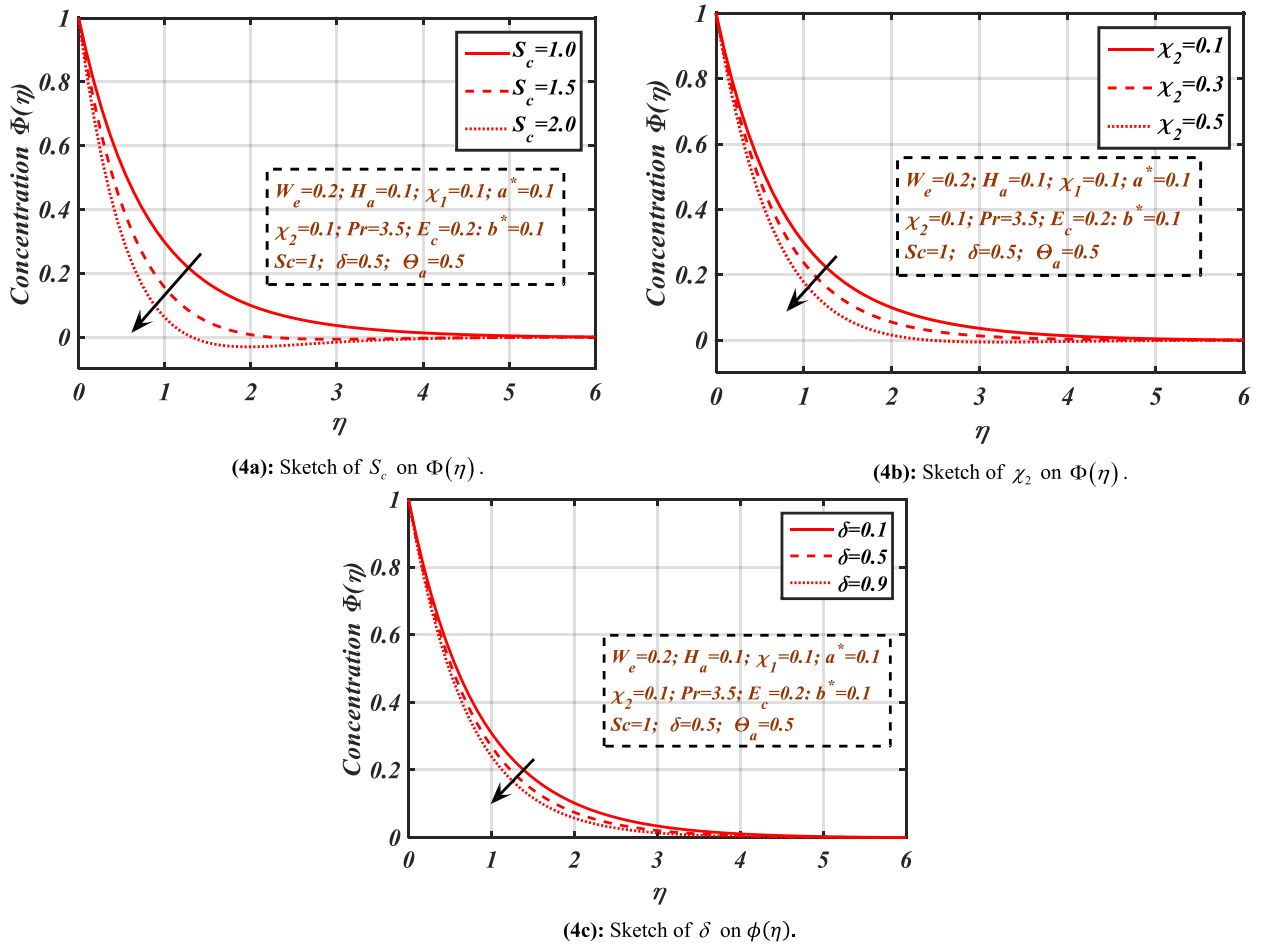 1
0.8
0.6
0.4
0.2
0
0 1 2 3 4 5 6
Concentration Φ(η)
η
S_c=1.0
S_c=1.5
S_c=2.0
W_e=0.2; H_a=0.1; χ_1=0.1; a^*=0.1
χ_2=0.1; Pr=3.5; E_c=0.2: b^*=0.1
Sc=1; δ=0.5; Θ_a=0.5
(4a): Sketch of S_c on Φ(η).
1
0.8
0.6
0.4
0.2
0
0 1 2 3 4 5 6
Concentration Φ(η)
η
χ_2=0.1
χ_2=0.3
χ_2=0.5
W_e=0.2; H_a=0.1; χ_1=0.1; a^*=0.1
χ_2=0.1; Pr=3.5; E_c=0.2: b^*=0.1
Sc=1; δ=0.5; Θ_a=0.5
(4b): Sketch of χ_2 on Φ(η).
1
0.8
0.6
0.4
0.2
0
0 1 2 3 4 5 6
Concentration Φ(η)
η
δ=0.1
δ=0.5
δ=0.9
W_e=0.2; H_a=0.1; χ_1=0.1; a^*=0.1
χ_2=0.1; Pr=3.5; E_c=0.2: b^*=0.1
Sc=1; δ=0.5; Θ_a=0.5
(4c): Sketch of δ on ϕ(η).